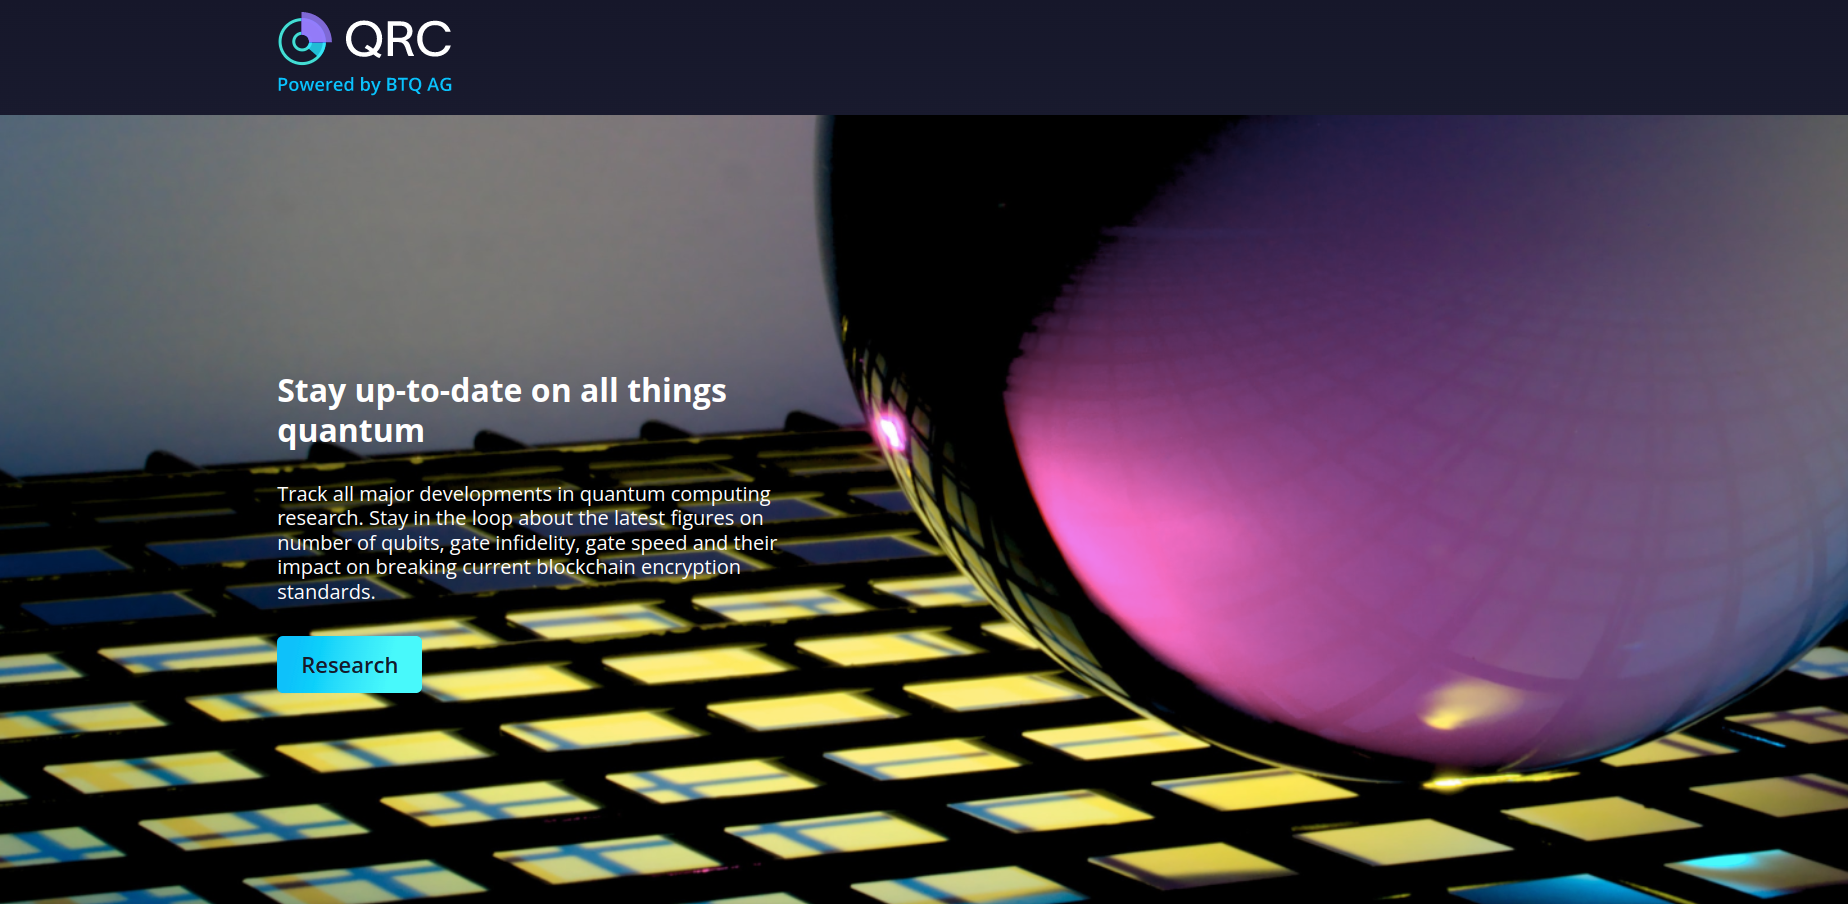 QRC
Powered by BTQ AG
Stay up-to-date on all things
quantum
Track all major developments in quantum computing
research. Stay in the loop about the latest figures on
number of qubits, gate infidelity, gate speed and their
impact on breaking current blockchain encryption
standards.
Research